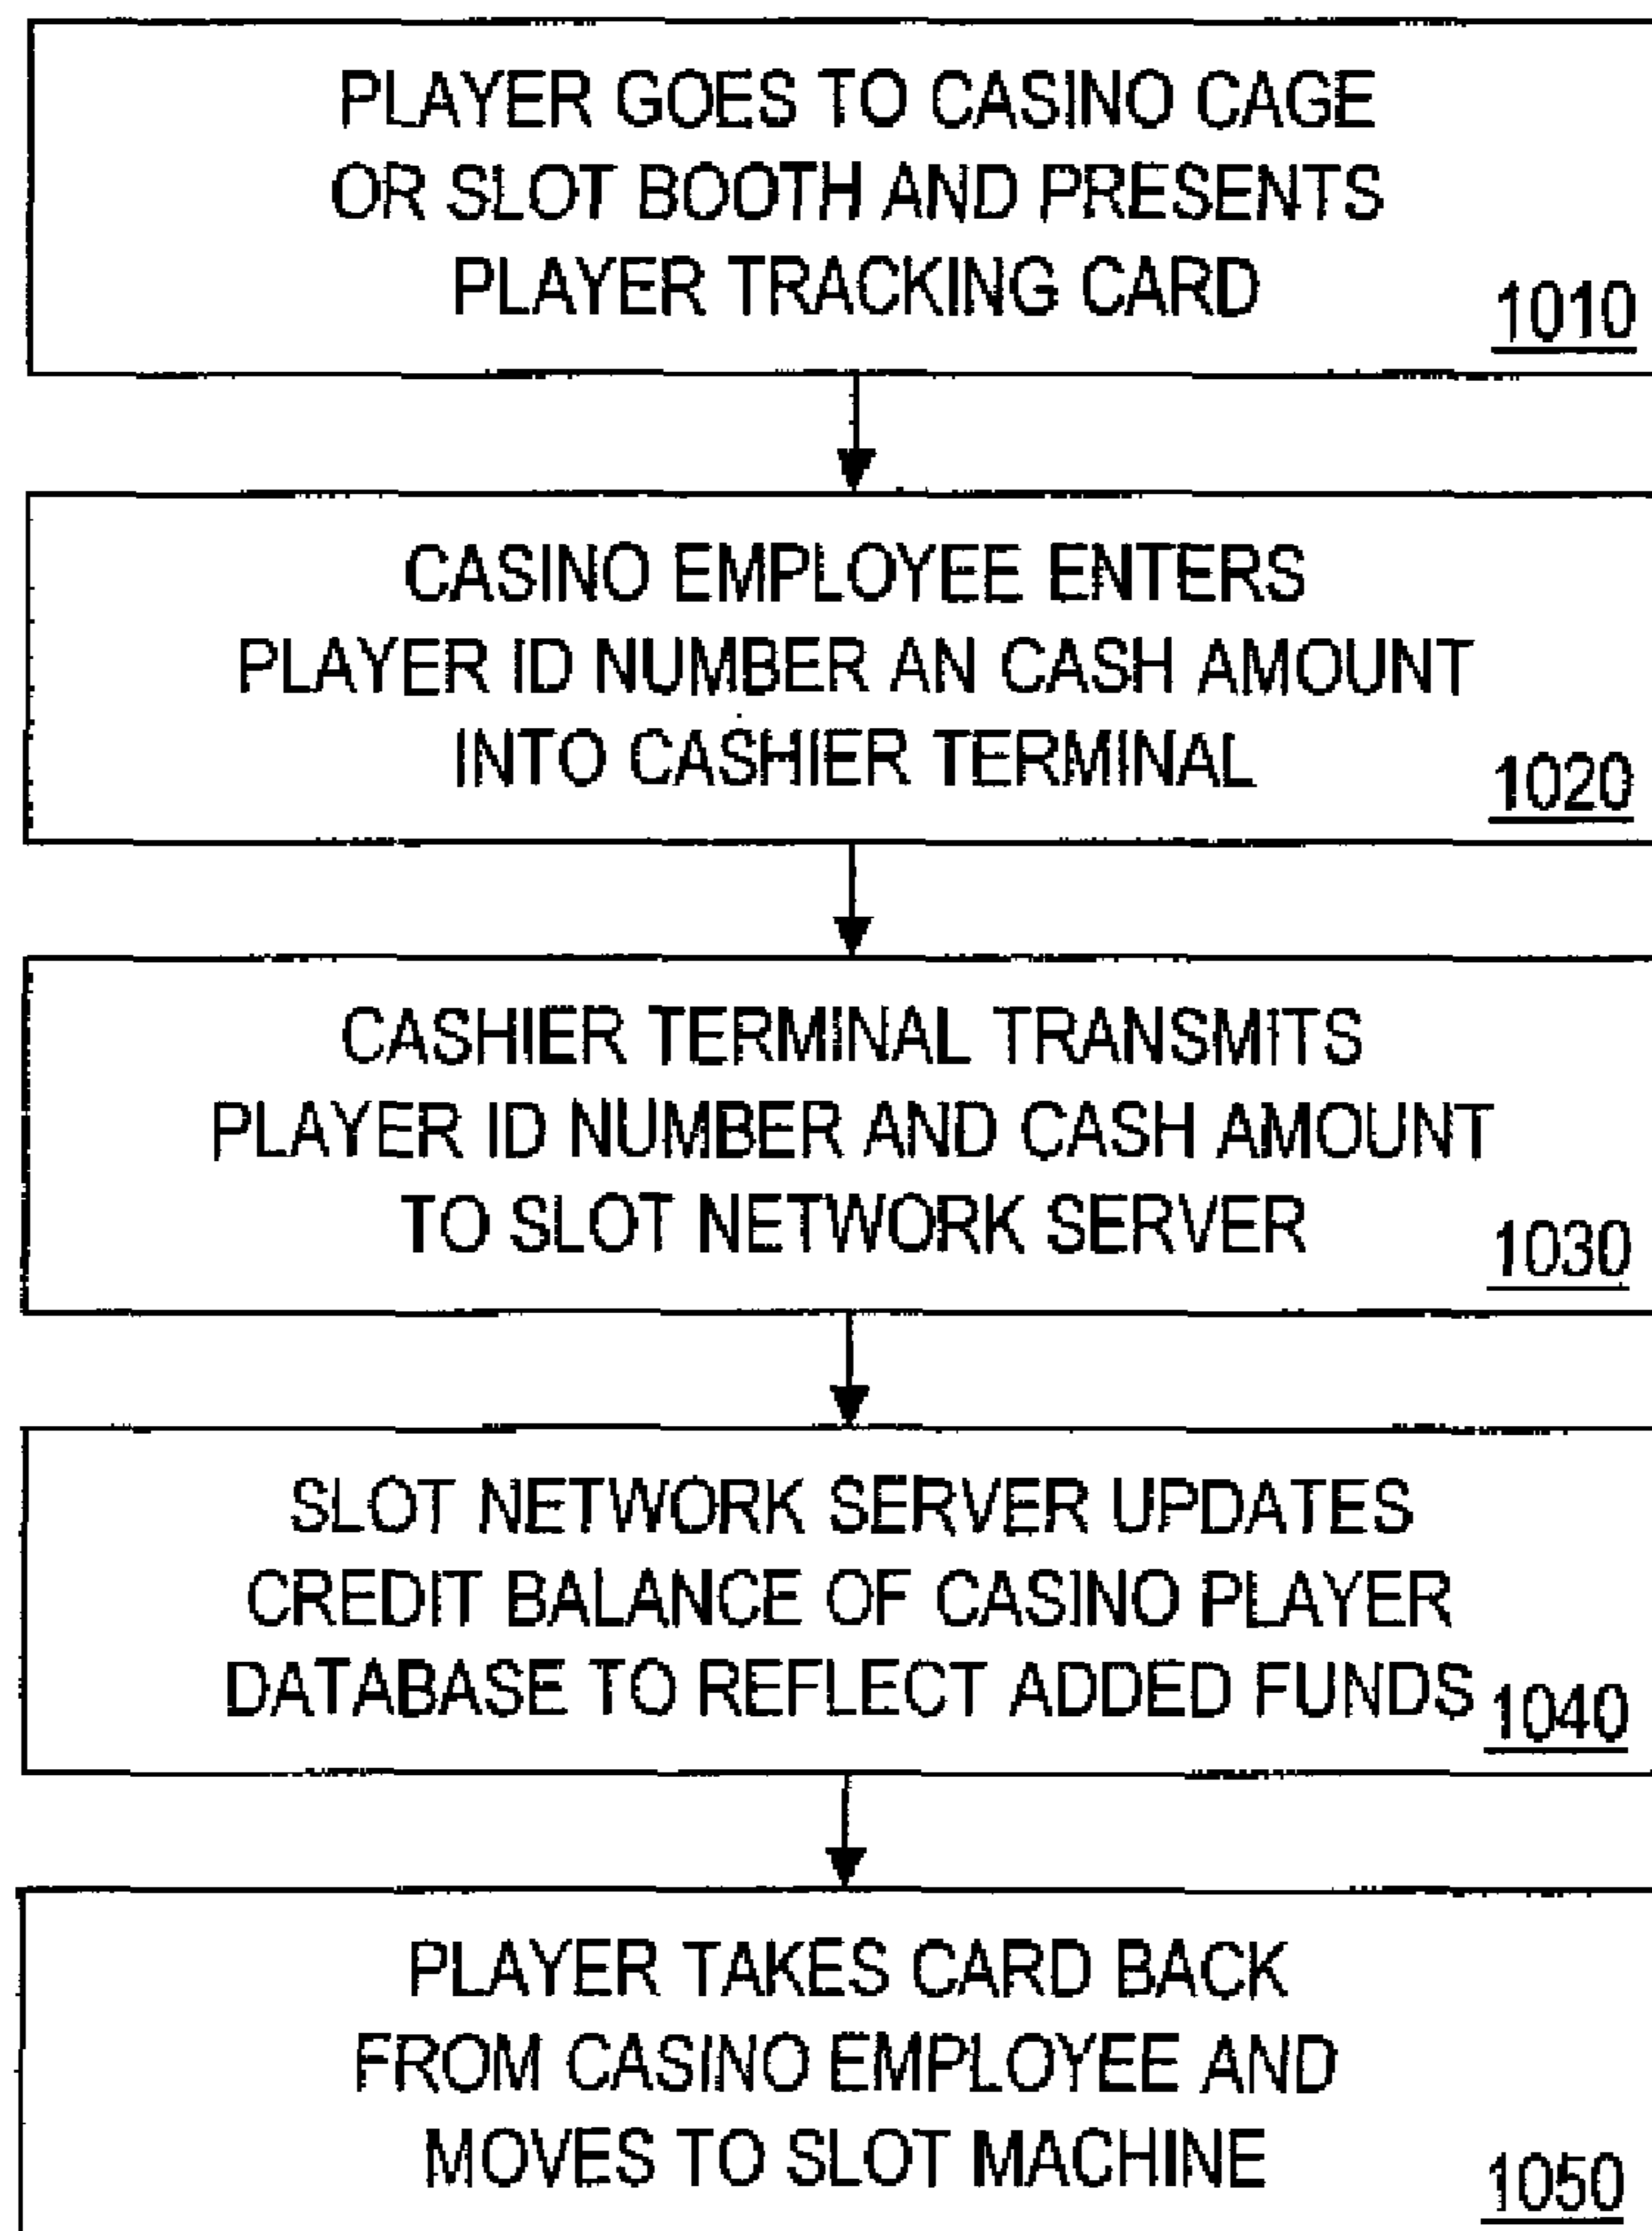 PLAYER GOES TO CASINO CAGE
OR SLOT BOOTH AND PRESENTS
PLAYER TRACKING CARD
1010
CASINO EMPLOYEE ENTERS
PLAYER ID NUMBER AN CASH AMOUNT
INTO CASHIER TERMINAL
1020
CASHIER TERMINAL TRANSMITS
PLAYER ID NUMBER AND CASH AMOUNT
TO SLOT NETWORK SERVER
1030
SLOT NETWORK SERVER UPDATES
CREDIT BALANCE OF CASINO PLAYER
DATABASE TO REFLECT ADDED FUNDS
1040
PLAYER TAKES CARD BACK
FROM CASINO EMPLOYEE AND
MOVES TO SLOT MACHINE
1050